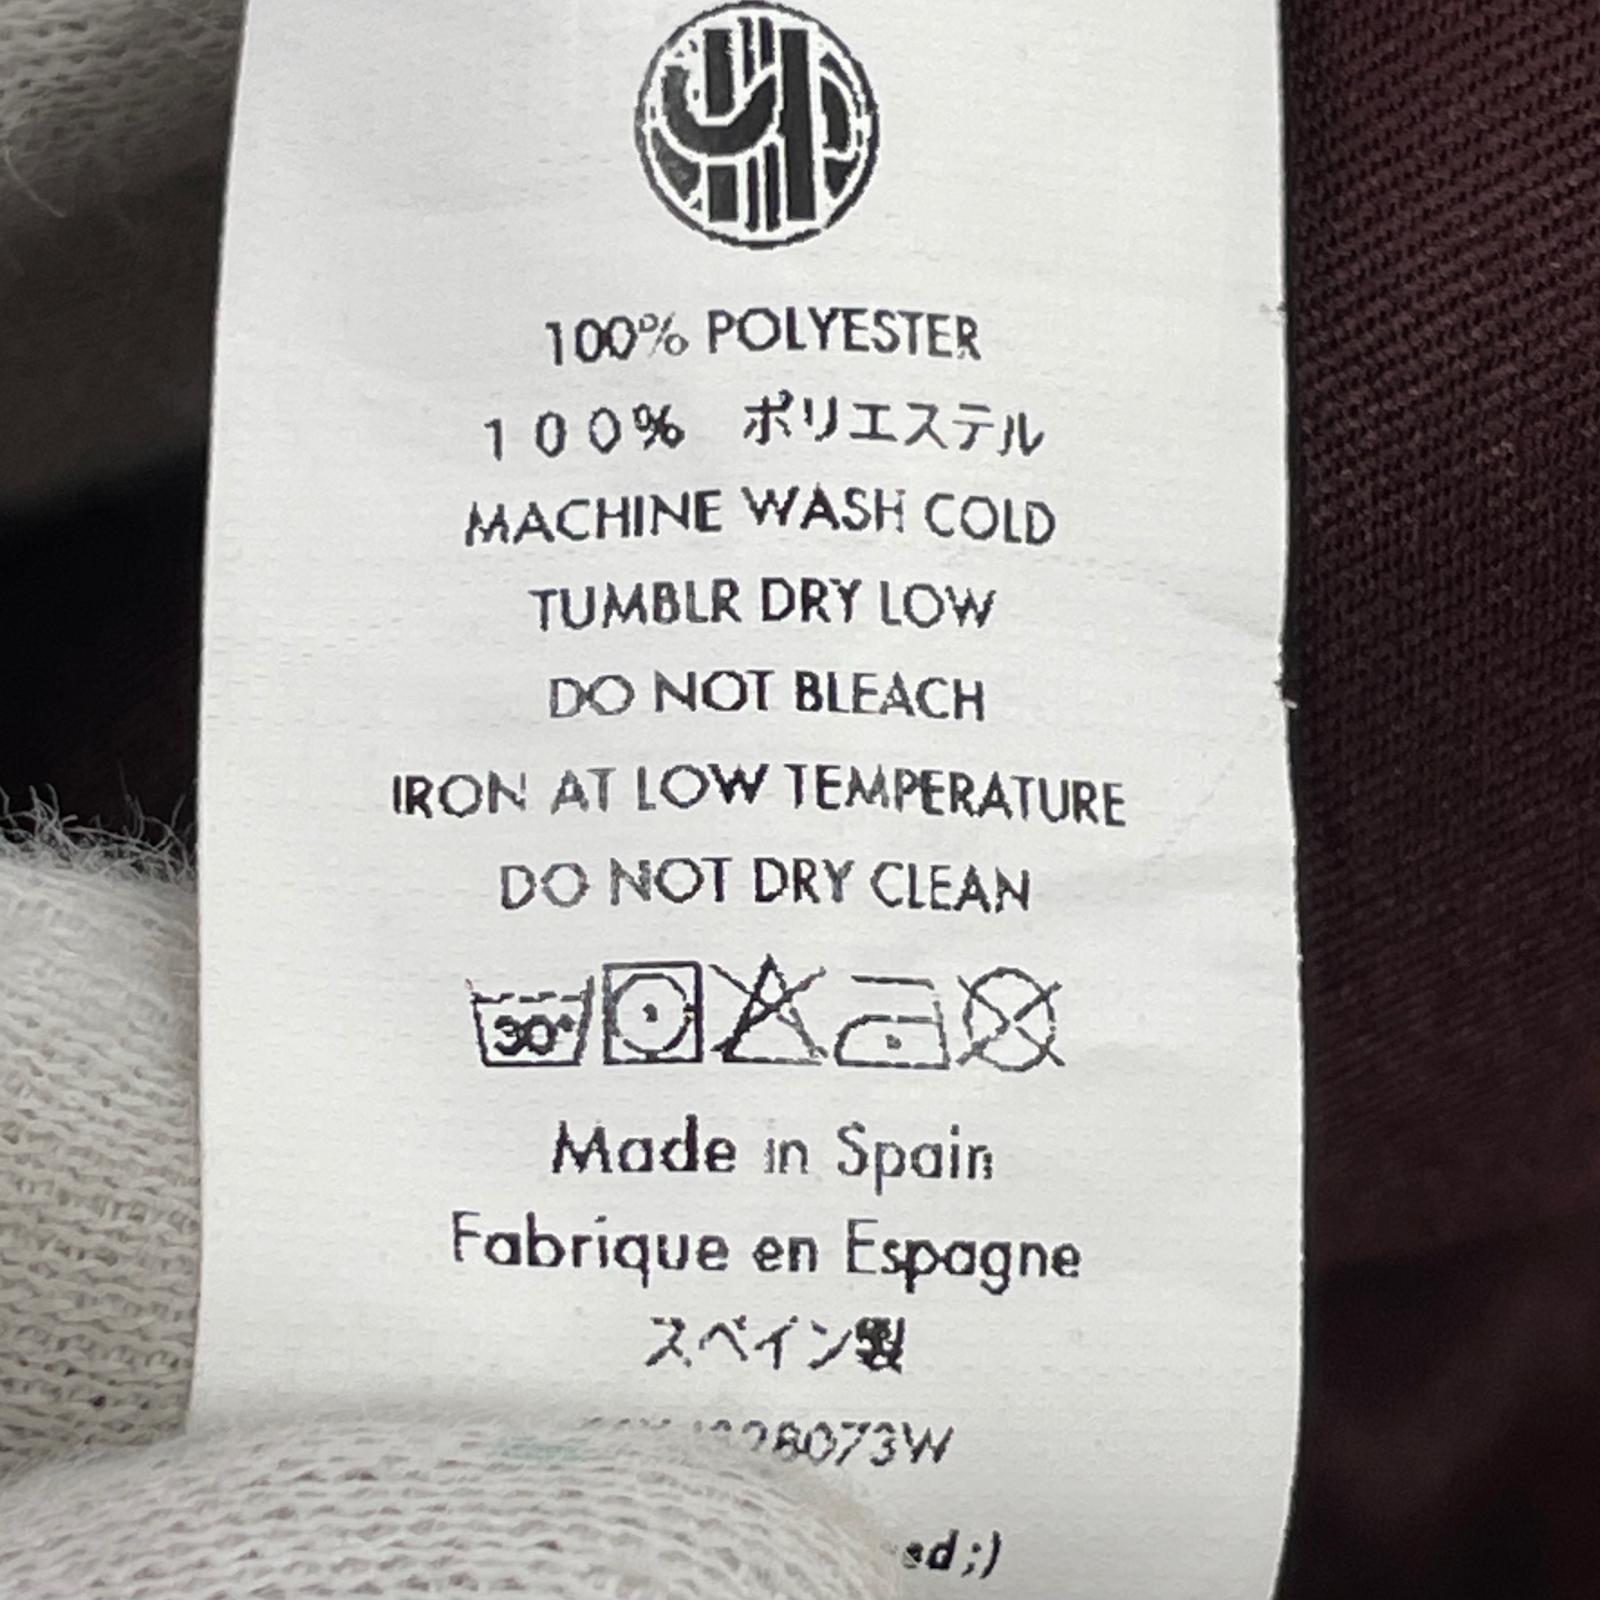 100% POLYESTER
１００％　ポリエステル
MACHINE WASH COLD
TUMBLR DRY LOW
DO NOT BLEACH
IRON AT LOW TEMPERATURE
DO NOT DRY CLEAN
30°
Made in Spain
Fabrique en Espagne
スペイン製